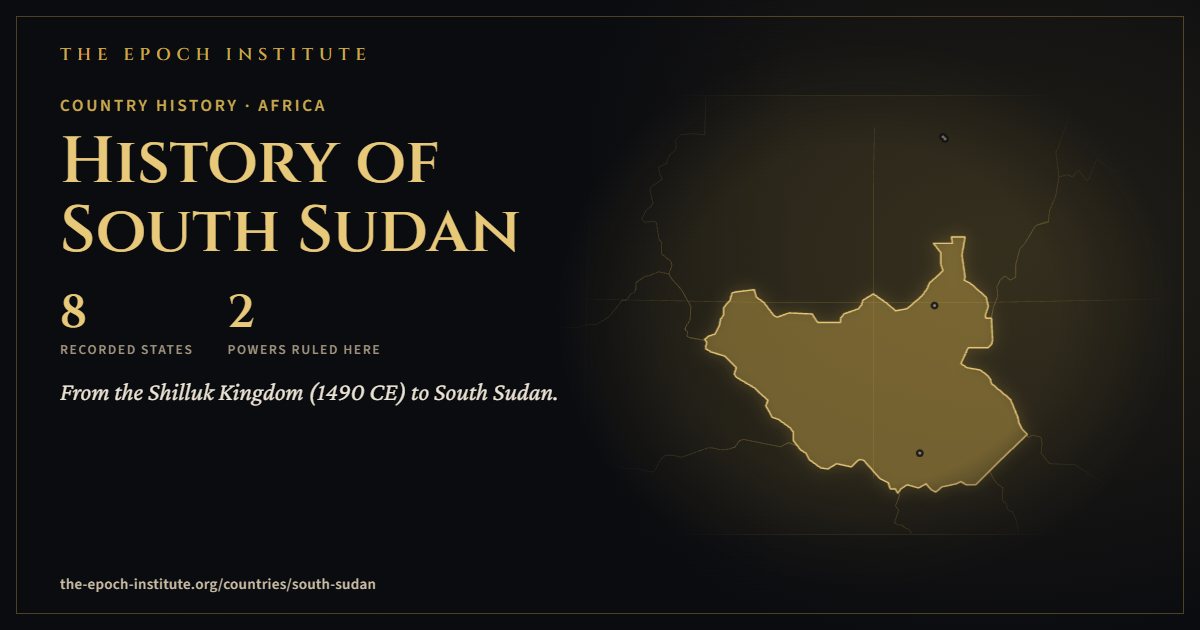 THE EPOCH INSTITUTE
COUNTRY HISTORY · AFRICA
HISTORY OF
SOUTH SUDAN
8 2
RECORDED STATES POWERS RULED HERE
From the Shilluk Kingdom (1490 CE) to South Sudan.
the-epoch-institute.org/countries/south-sudan